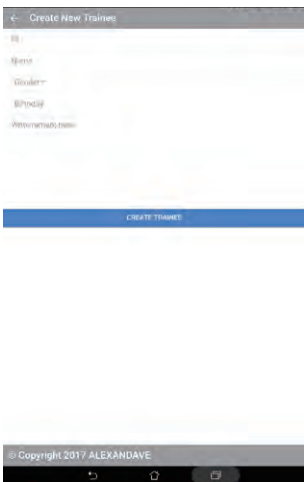 ← Create New Trainee
ID
Name
Gender
Birthday
CREATE TRAINEE
© Copyright 2017 ALEXANDAVE